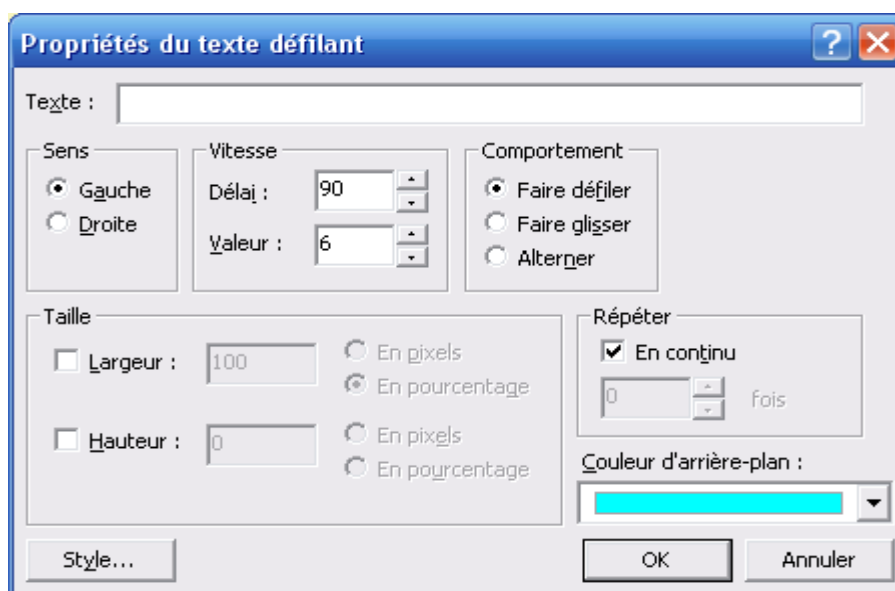 Propriétés du texte défilant
Texte :
Sens
Gauche
Droite
Vitesse
Délai : 90
Valeur : 6
Comportement
Faire défiler
Faire glisser
Alterner
Taille
Largeur : 100
En pixels
En pourcentage
Hauteur : 0
En pixels
En pourcentage
Répéter
En continu
0 fois
Couleur d'arrière-plan :
Style...
OK
Annuler